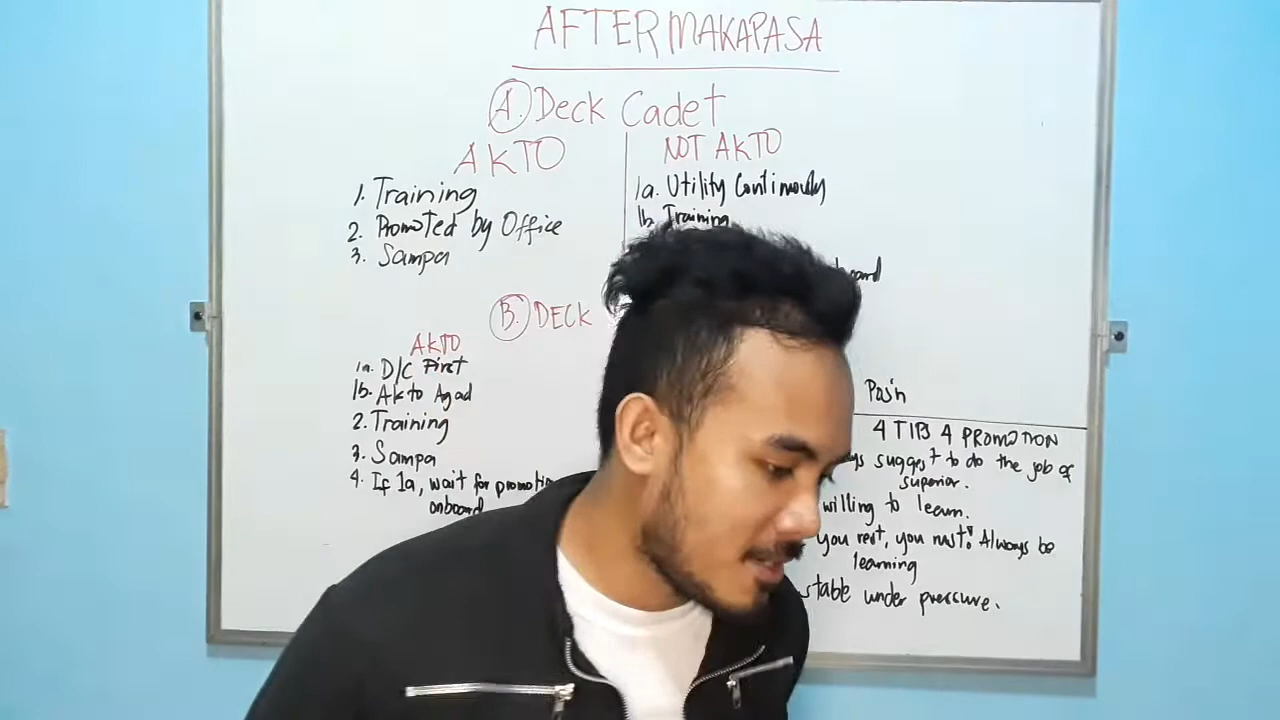 AFTER MAKAPASA
A. Deck Cadet
AKTO
1. Training
2. Promoted by Office
3. Sampa
NOT AKTO
1a. Utility Continously
1b. Training
B. DECK
AKTO
1a. D/C First
1b. Akto Agad
2. Training
3. Sampa
4. If 1a, wait for
onboard
Pos'n
4 TIPS 4 PROMOTION
suggest to do the job of
superior.
willing to learn.
you rest, you rust! Always be
learning
stable under pressure.